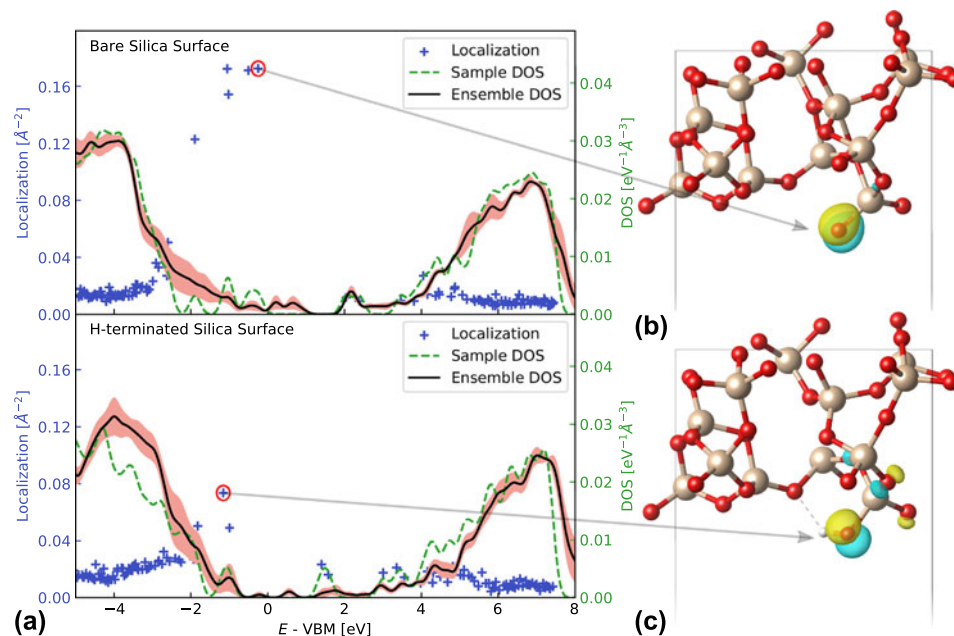 Bare Silica Surface
Localization
Sample DOS
Ensemble DOS
0.16
0.12
0.08
0.04
0.00
Localization [Å⁻²]
0.04
0.03
0.02
0.01
0.00
DOS [eV⁻¹Å⁻³]
(b)
H-terminated Silica Surface
Localization
Sample DOS
Ensemble DOS
0.16
0.12
0.08
0.04
0.00
Localization [Å⁻²]
0.04
0.03
0.02
0.01
0.00
DOS [eV⁻¹Å⁻³]
−4 −2 0 2 4 6 8
E - VBM [eV]
(a)
(c)